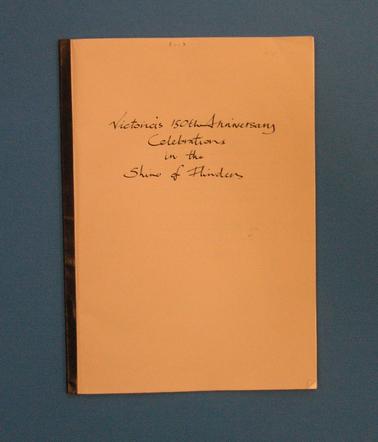 Victoria's 150th Anniversary
Celebrations
in the
Shire of Flinders